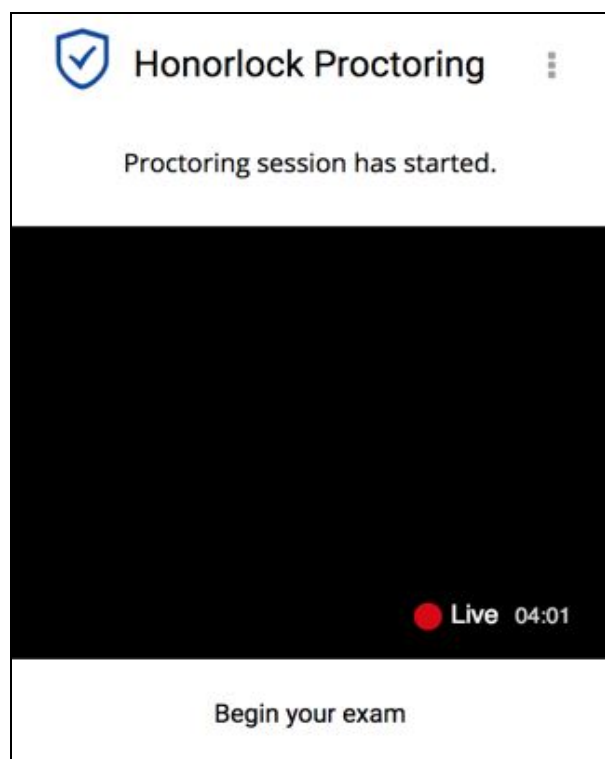 Honorlock Proctoring
Proctoring session has started.
Live 04:01
Begin your exam